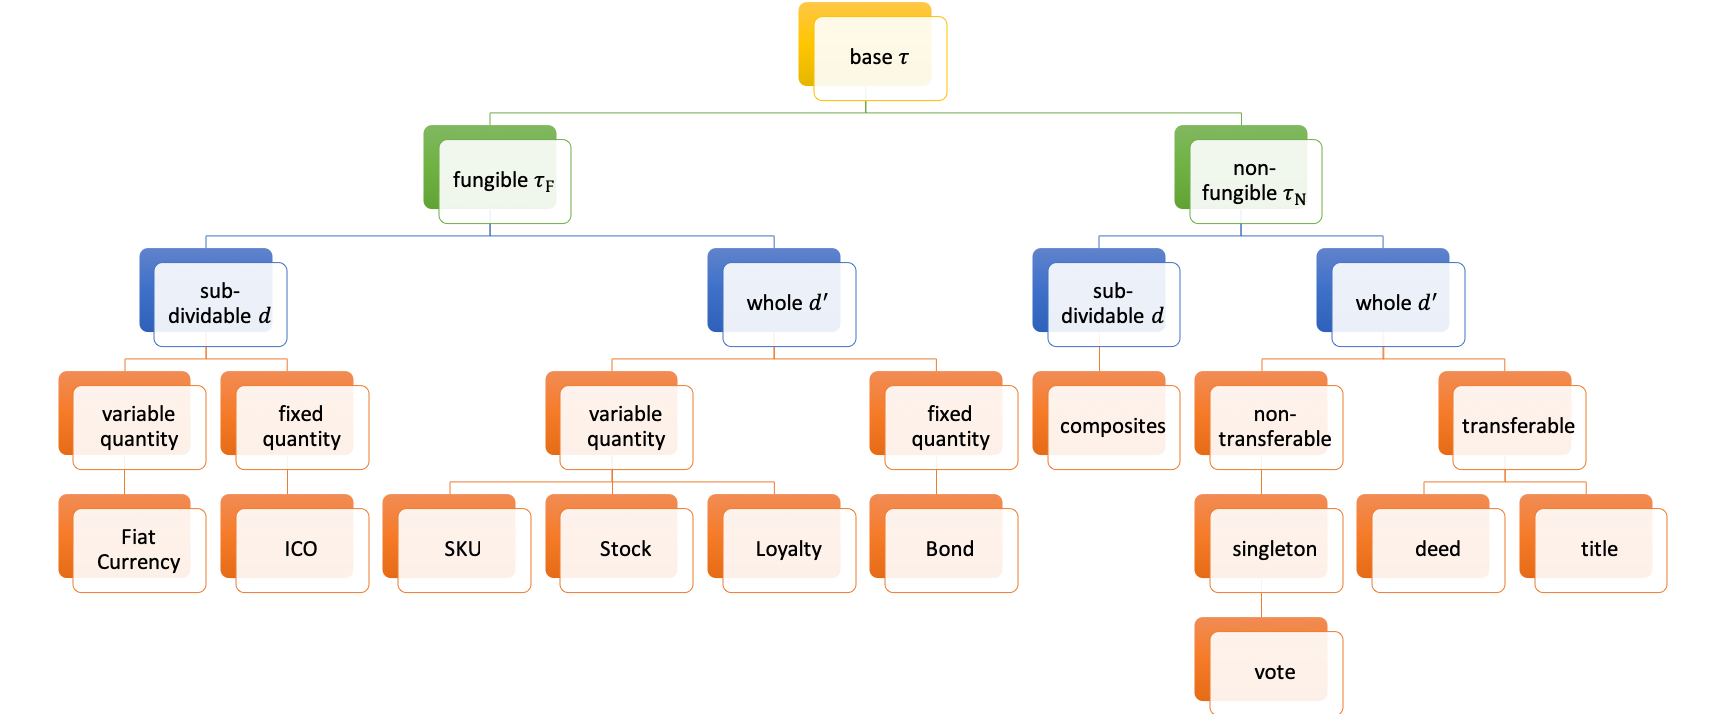 base τ
fungible τF
non-
fungible τN
sub-
dividable d
whole d′
sub-
dividable d
whole d′
variable
quantity
fixed
quantity
variable
quantity
fixed
quantity
composites
non-
transferable
transferable
Fiat
Currency
ICO
SKU
Stock
Loyalty
Bond
singleton
deed
title
vote